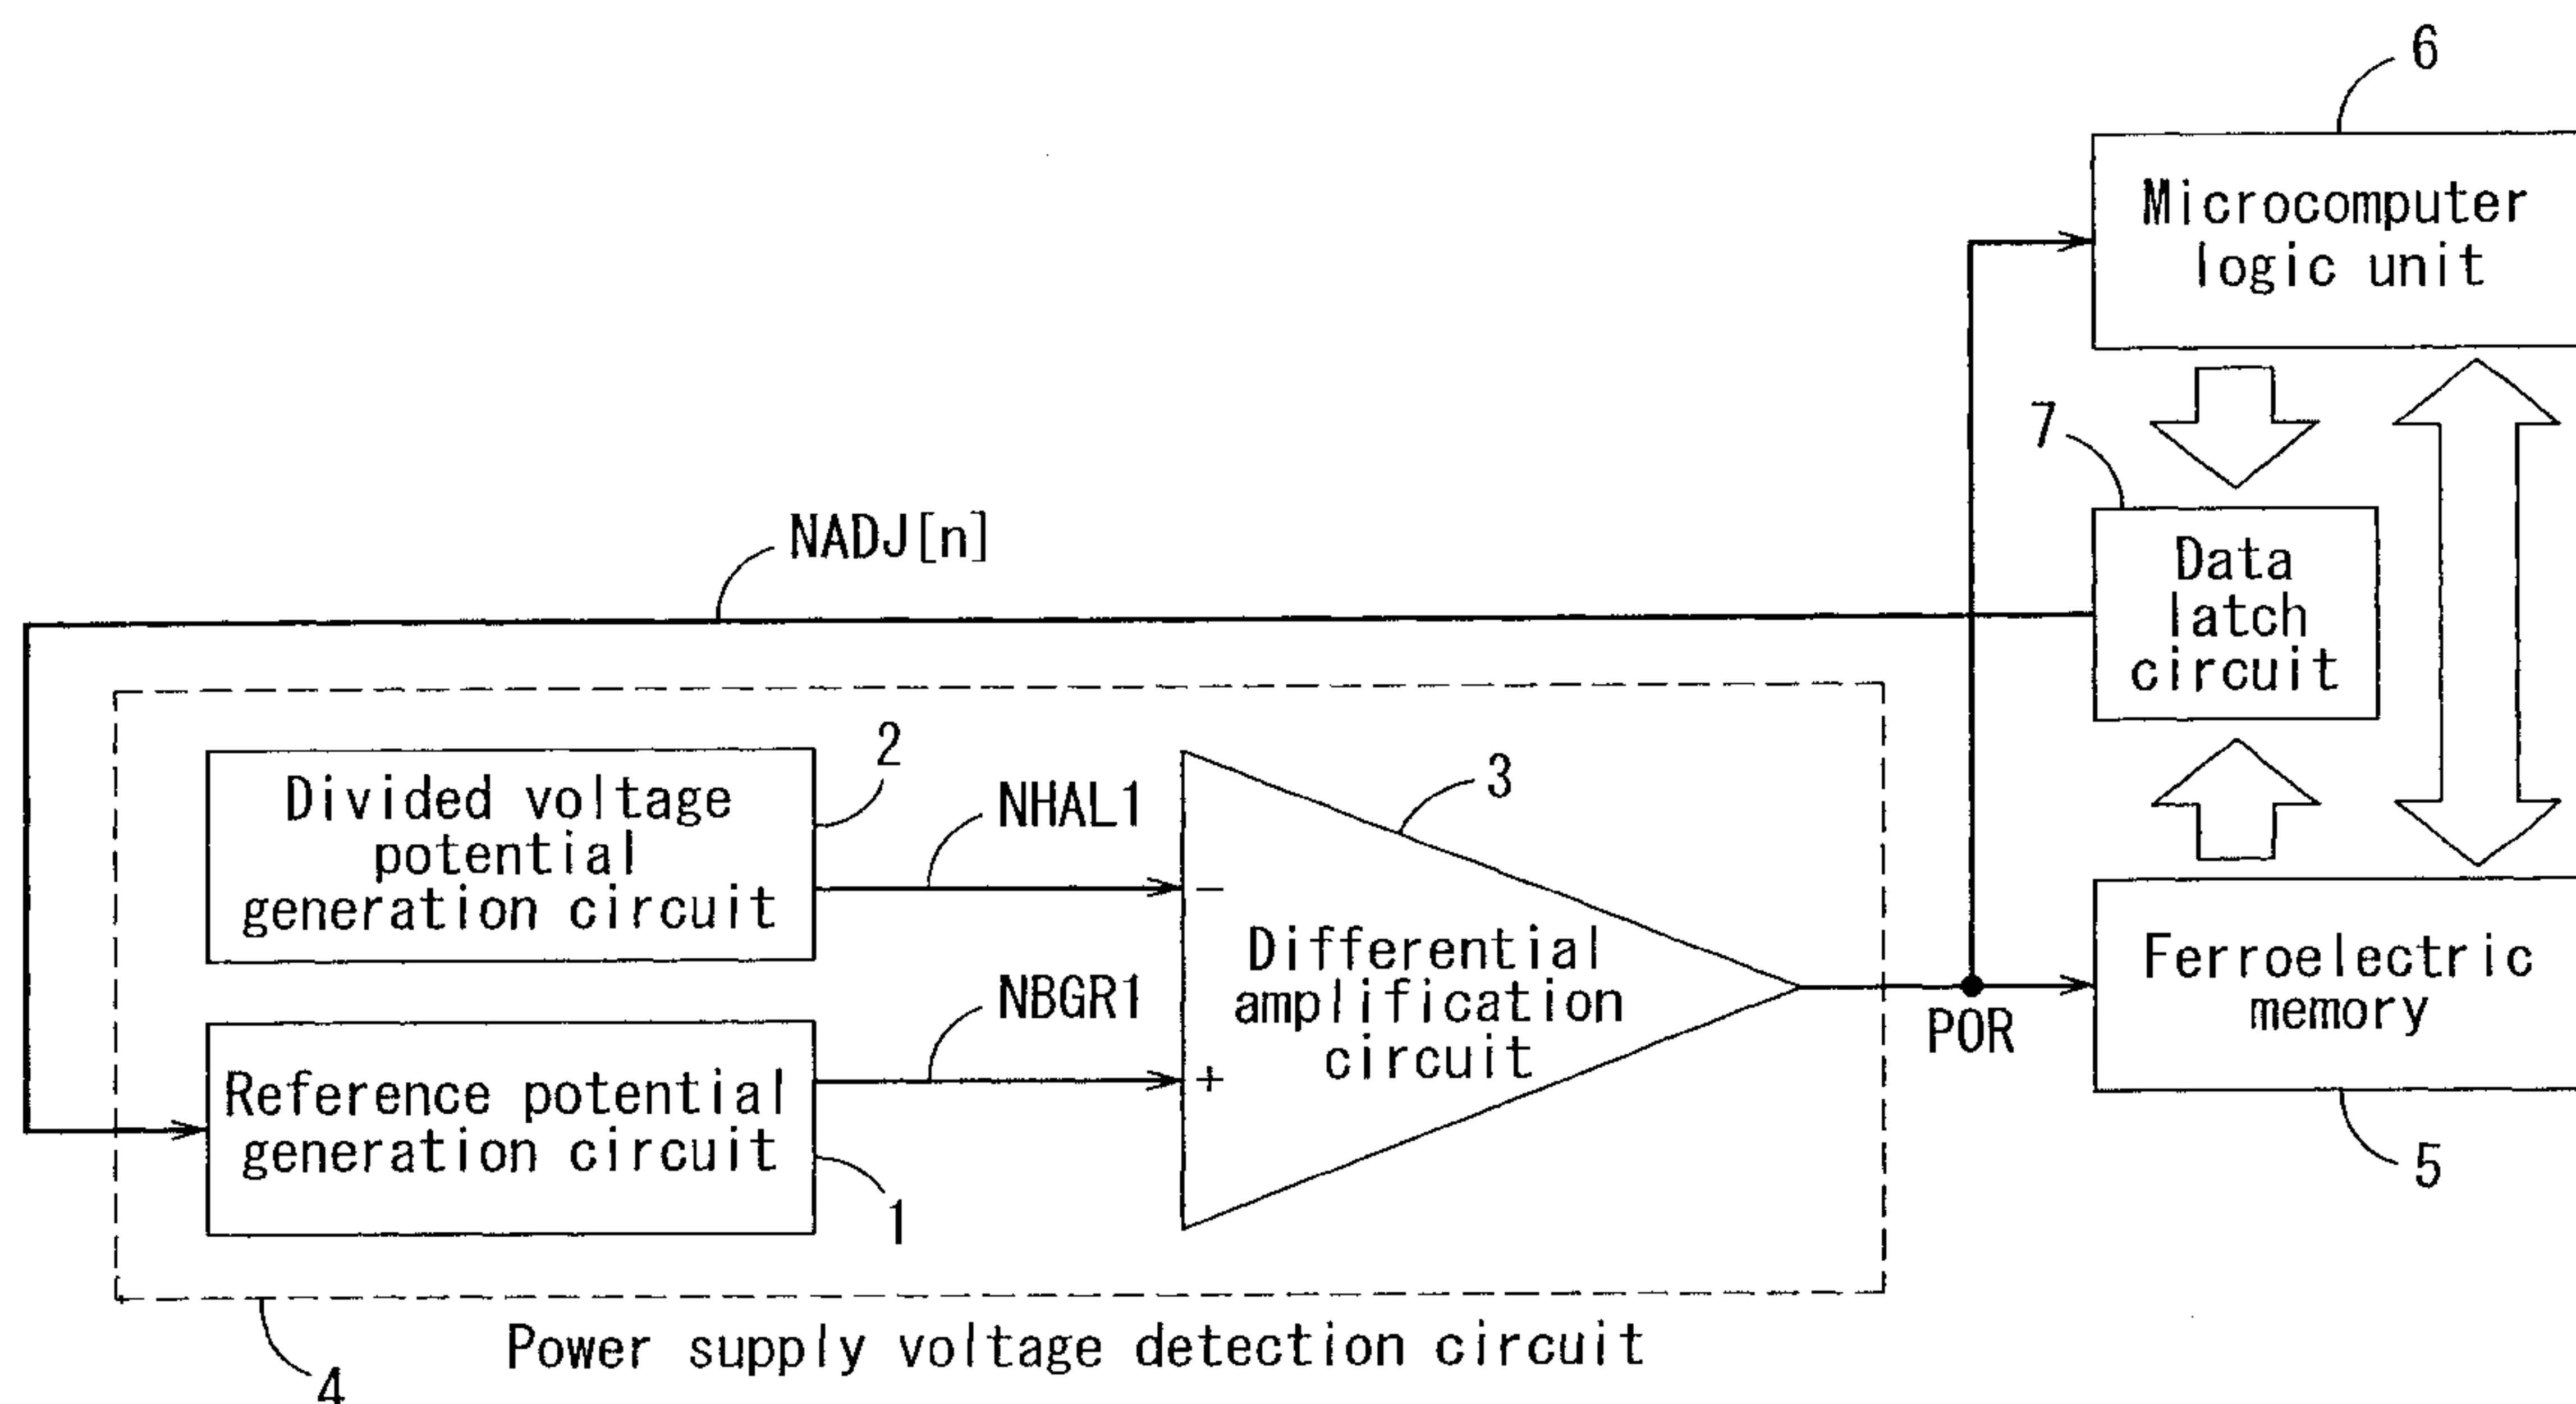 6
Microcomputer
logic unit
7
NADJ[n]
Data
latch
circuit
2
Divided voltage
potential
generation circuit
NHAL1
3
−
Differential
amplification
circuit
NBGR1
+
Reference potential
generation circuit
1
POR
Ferroelectric
memory
5
Power supply voltage detection circuit
4